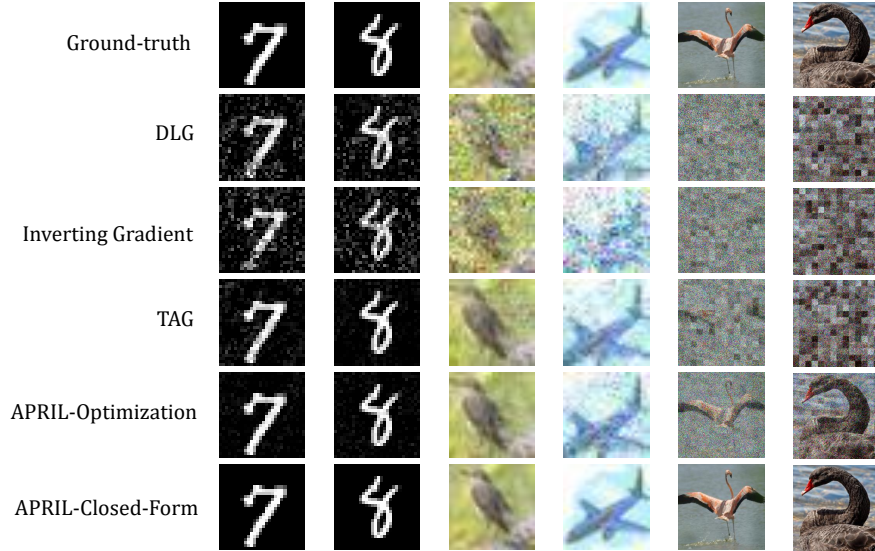 Ground-truth
DLG
Inverting Gradient
TAG
APRIL-Optimization
APRIL-Closed-Form